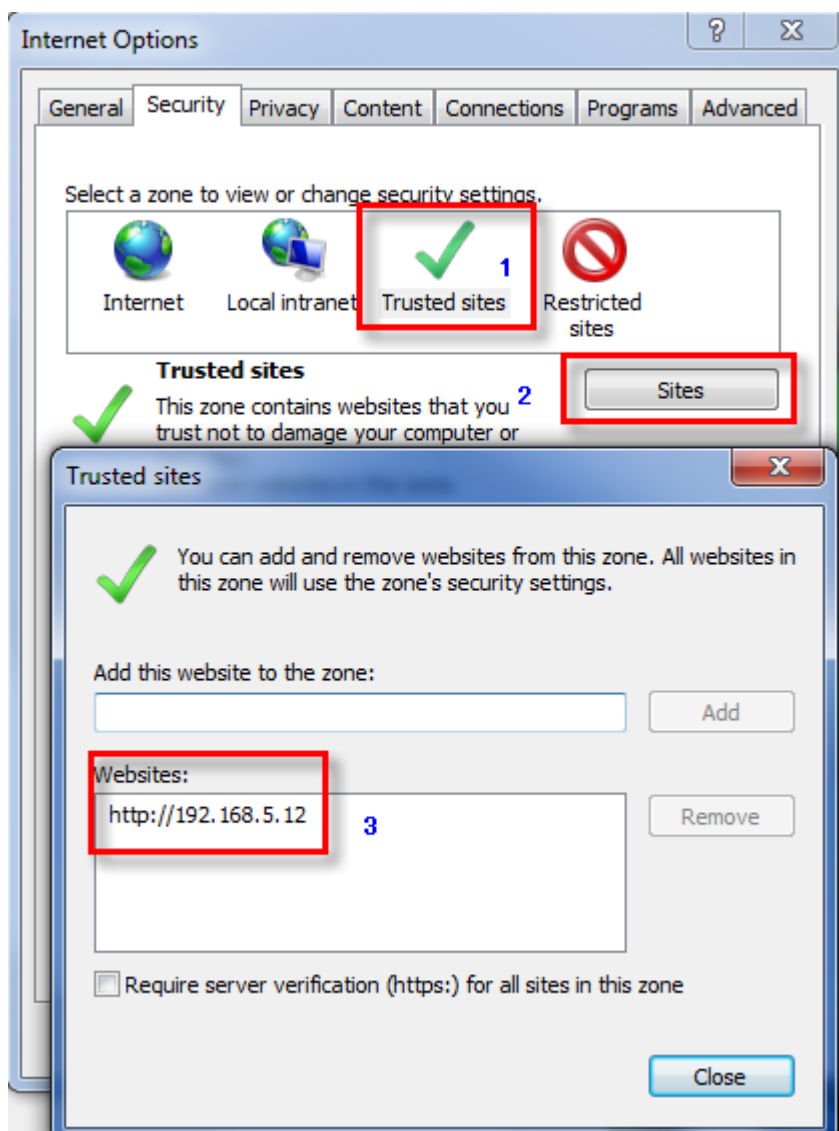 Internet Options
General Security Privacy Content Connections Programs Advanced
Select a zone to view or change security settings.
1
Internet Local intranet Trusted sites Restricted sites
Trusted sites
This zone contains websites that you
trust not to damage your computer or
2
Sites
Trusted sites
You can add and remove websites from this zone. All websites in
this zone will use the zone's security settings.
Add this website to the zone:
Add
Websites:
http://192.168.5.12
3
Remove
Require server verification (https:) for all sites in this zone
Close